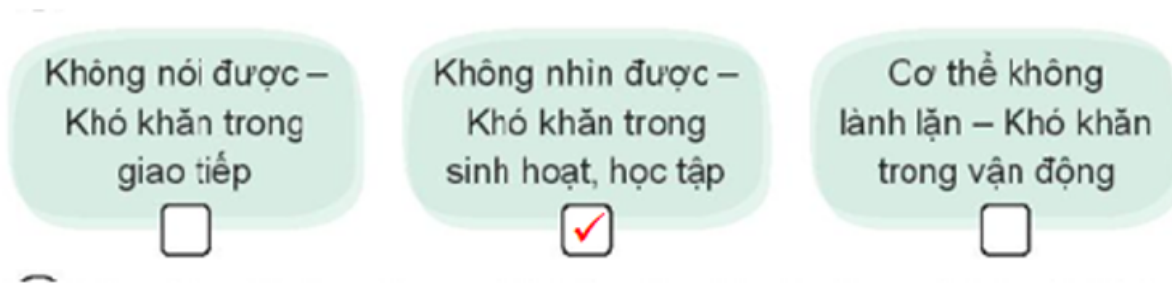 Không nói được –
Khó khăn trong
giao tiếp
Không nhìn được –
Khó khăn trong
sinh hoạt, học tập
Cơ thể không
lành lặn – Khó khăn
trong vận động